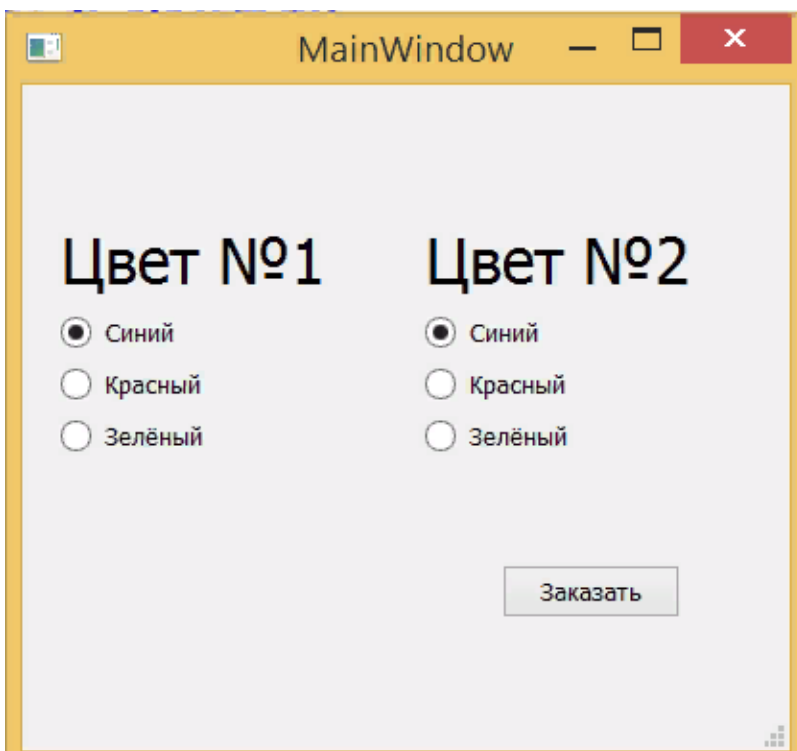 MainWindow
Цвет №1
Цвет №2
Синий
Синий
Красный
Красный
Зелёный
Зелёный
Заказать